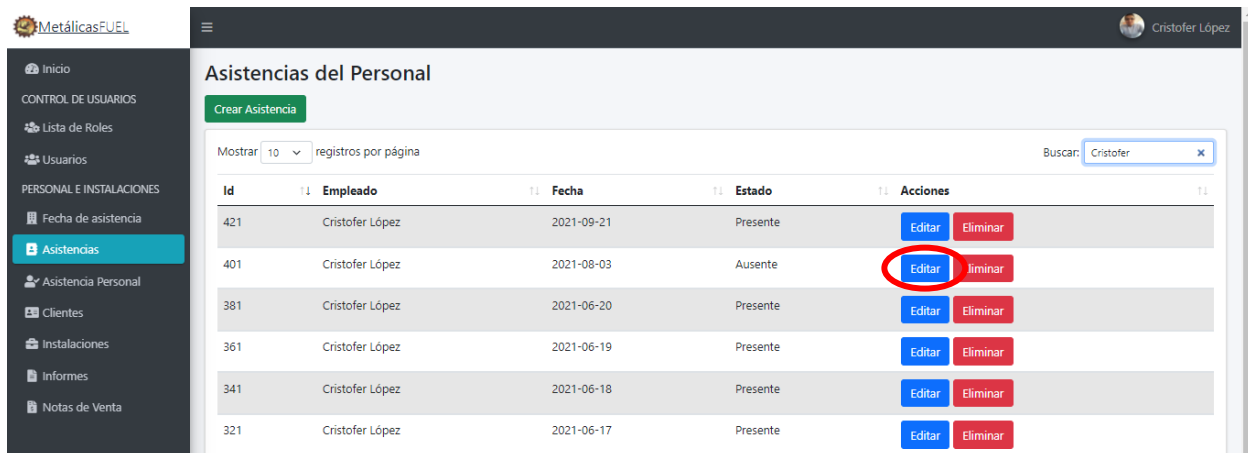 MetálicasFUEL
Cristofer López
Inicio
CONTROL DE USUARIOS
Lista de Roles
Usuarios
PERSONAL E INSTALACIONES
Fecha de asistencia
Asistencias
Asistencia Personal
Clientes
Instalaciones
Informes
Notas de Venta
Asistencias del Personal
Crear Asistencia
Mostrar 10 registros por página
Buscar: Cristofer
Id Empleado Fecha Estado Acciones
421 Cristofer López 2021-09-21 Presente Editar Eliminar
401 Cristofer López 2021-08-03 Ausente Editar Eliminar
381 Cristofer López 2021-06-20 Presente Editar Eliminar
361 Cristofer López 2021-06-19 Presente Editar Eliminar
341 Cristofer López 2021-06-18 Presente Editar Eliminar
321 Cristofer López 2021-06-17 Presente Editar Eliminar